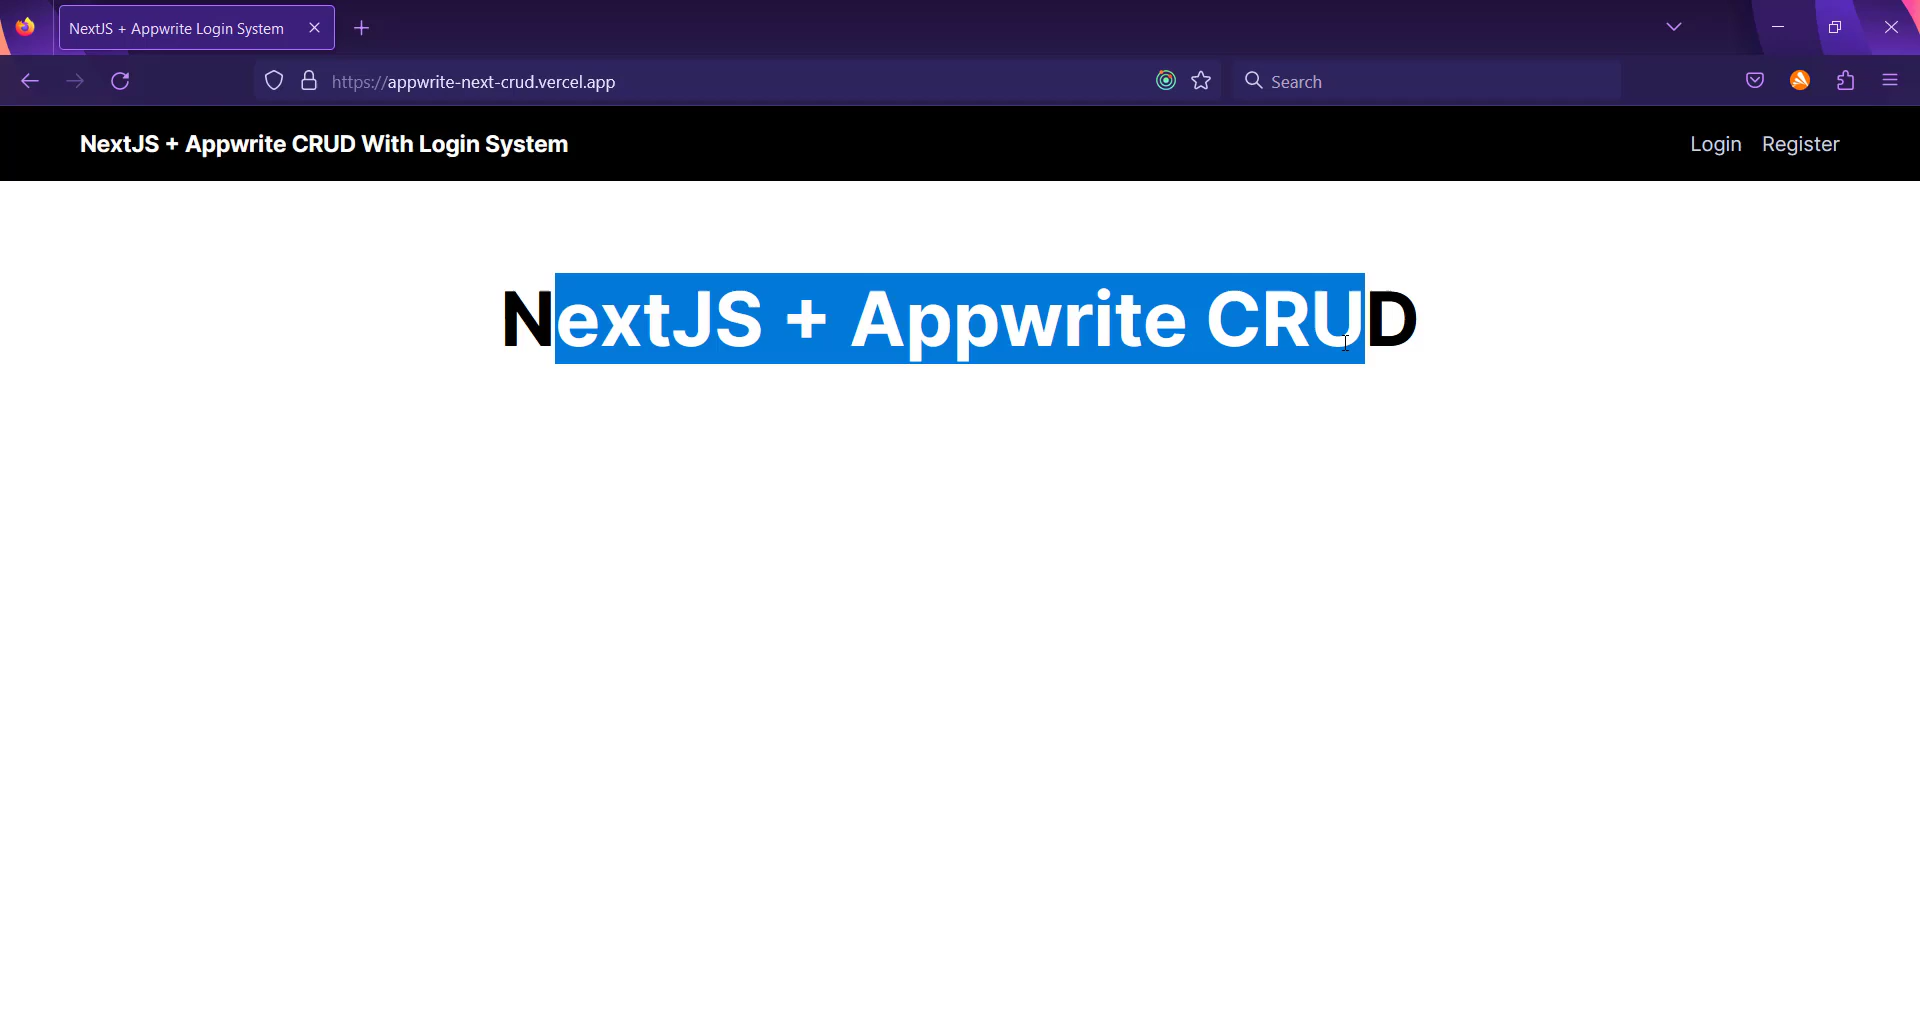 NextJS + Appwrite Login System
https://appwrite-next-crud.vercel.app
Search
NextJS + Appwrite CRUD With Login System
Login
Register
NextJS + Appwrite CRUD